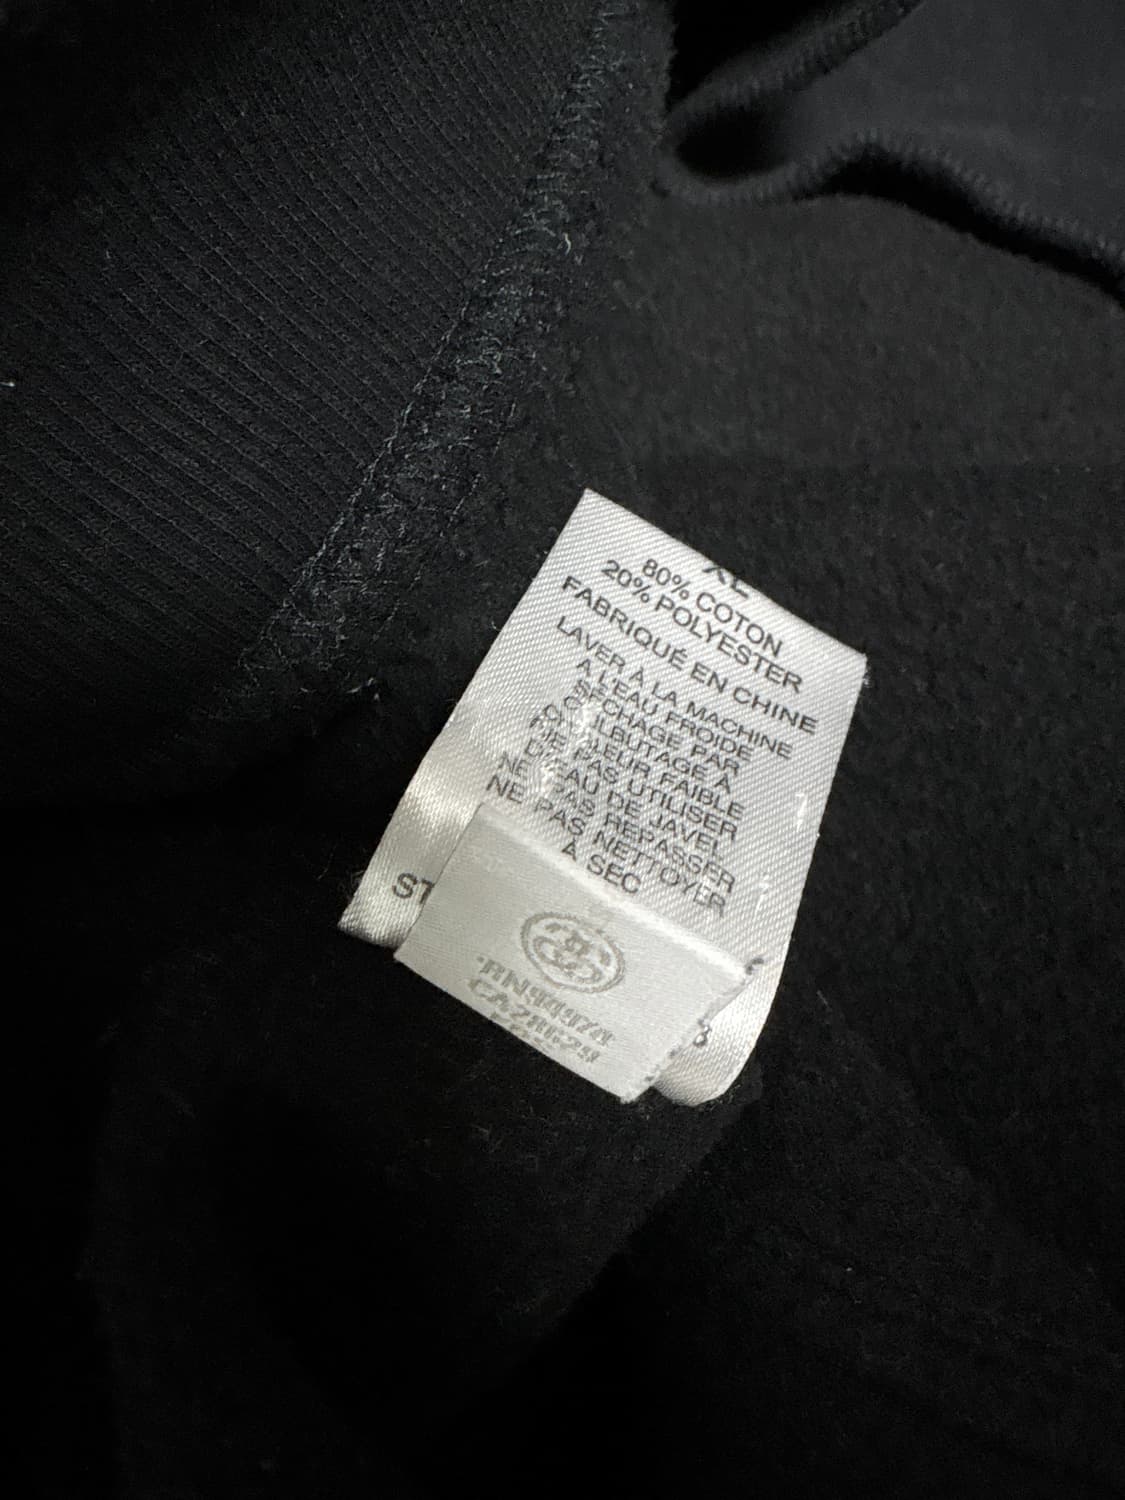 XL
80% COTON
20% POLYESTER
FABRIQUÉ EN CHINE
LAVER À LA MACHINE
A L'EAU FROIDE
SÉCHAGE PAR
CULBUTAGE À
DE CLEUR FAIBLE
NE PAS UTILISER
D'EAU DE JAVEL
NE PAS REPASSER
NE PAS NETTOYER
À SEC
ST